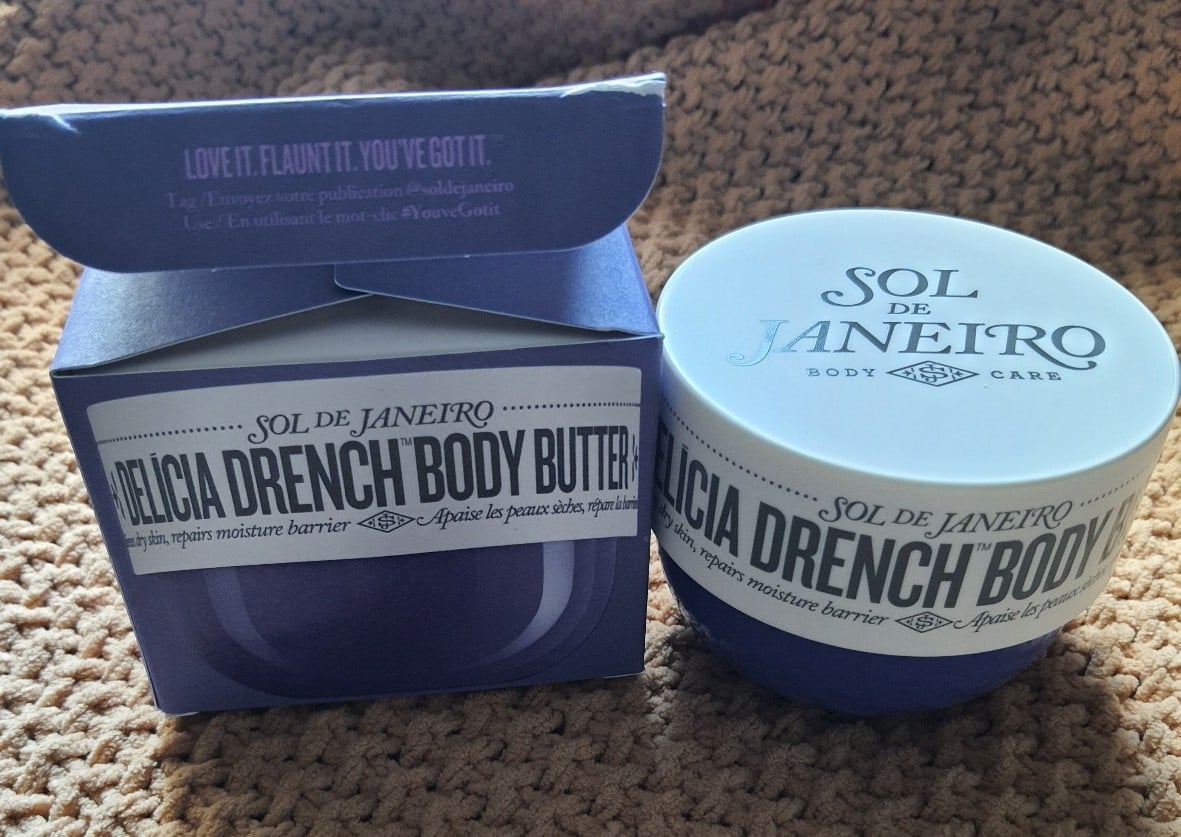 LOVE IT. FLAUNT IT. YOU'VE GOT IT.™
Tag /Envoyez votre publication @soldejaneiro
Use / En utilisant le mot-clic #YouveGotit
SOL DE JANEIRO
DELÍCIA DRENCH™ BODY BUTTER
dry skin, repairs moisture barrier
Apaise les peaux sèches, répare la
SOL
DE
JANEIRO
BODY CARE
SOL DE JANEIRO
ELÍCIA DRENCH™ BODY B
dry skin, repairs moisture barrier
Apaise les peaux sèches